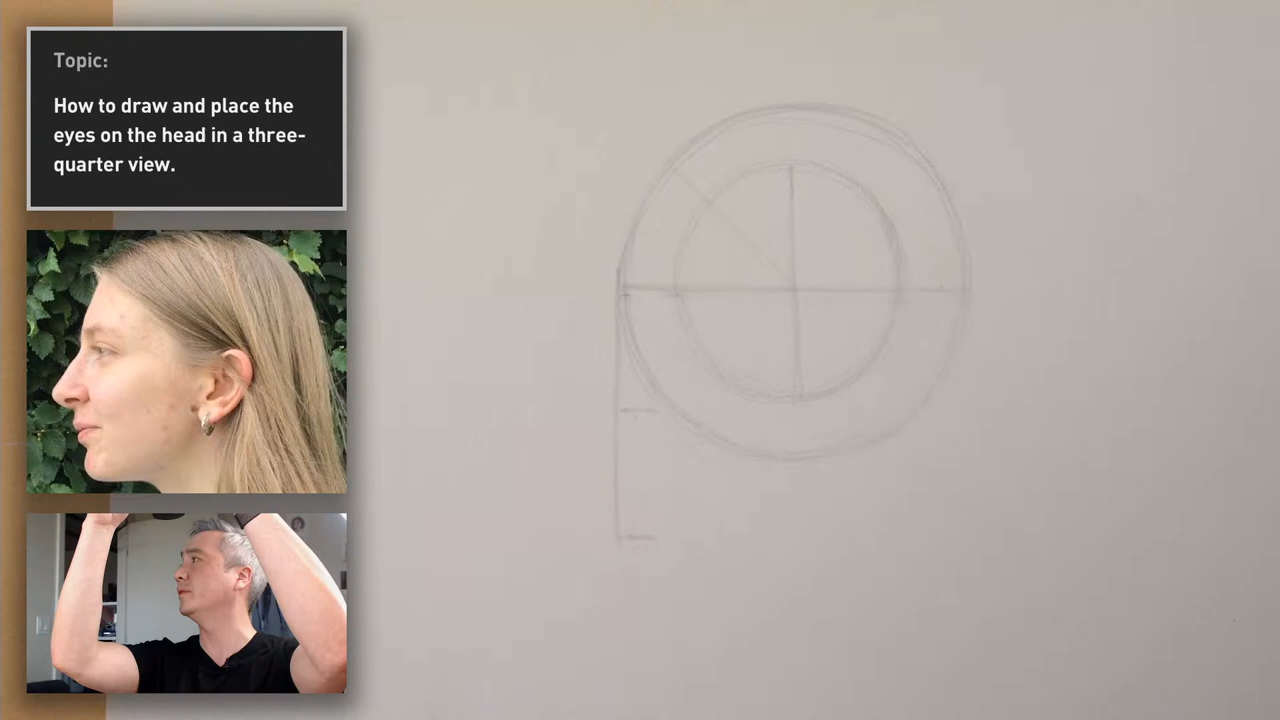 Topic:
How to draw and place the
eyes on the head in a three-
quarter view.